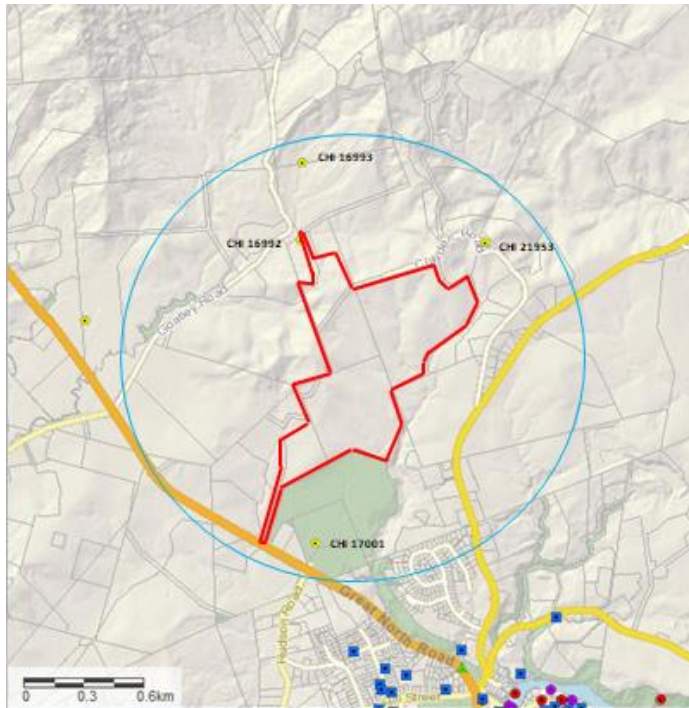 CHI 16993
CHI 16992
CHI 21953
Goatley Road
CHI 17001
Hudson Road
Great North Road
Street
0 0.3 0.6km